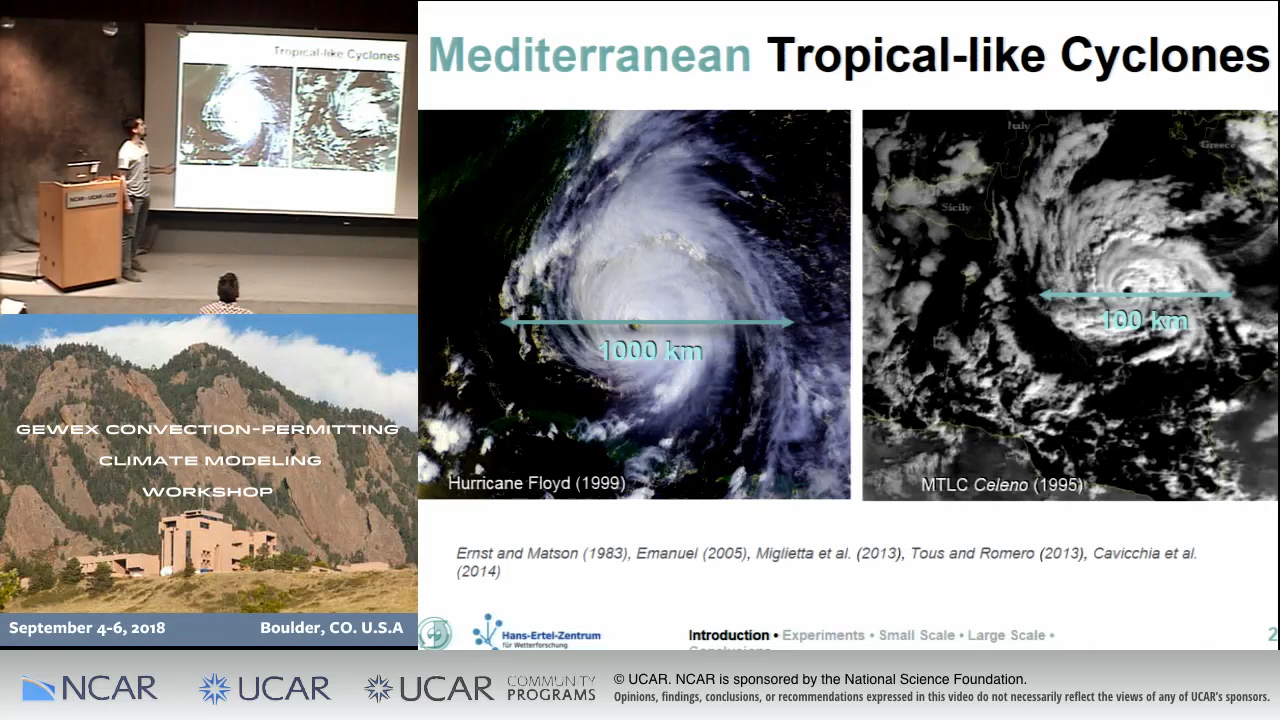 Tropical-like Cyclones
NCAR • UCAR • UCP
GEWEX CONVECTION-PERMITTING
CLIMATE MODELING
WORKSHOP
September 4-6, 2018
Boulder, CO. U.S.A
Mediterranean Tropical-like Cyclones
1000 km
Hurricane Floyd (1999)
Italy
Greece
Sicily
100 km
MTLC Celeno (1995)
Ernst and Matson (1983), Emanuel (2005), Miglietta et al. (2013), Tous and Romero (2013), Cavicchia et al.
(2014)
Hans-Ertel-Zentrum
für Wetterforschung
Introduction • Experiments • Small Scale • Large Scale •
Conclusions
2
NCAR
UCAR
UCAR
COMMUNITY
PROGRAMS
© UCAR. NCAR is sponsored by the National Science Foundation.
Opinions, findings, conclusions, or recommendations expressed in this video do not necessarily reflect the views of any of UCAR's sponsors.